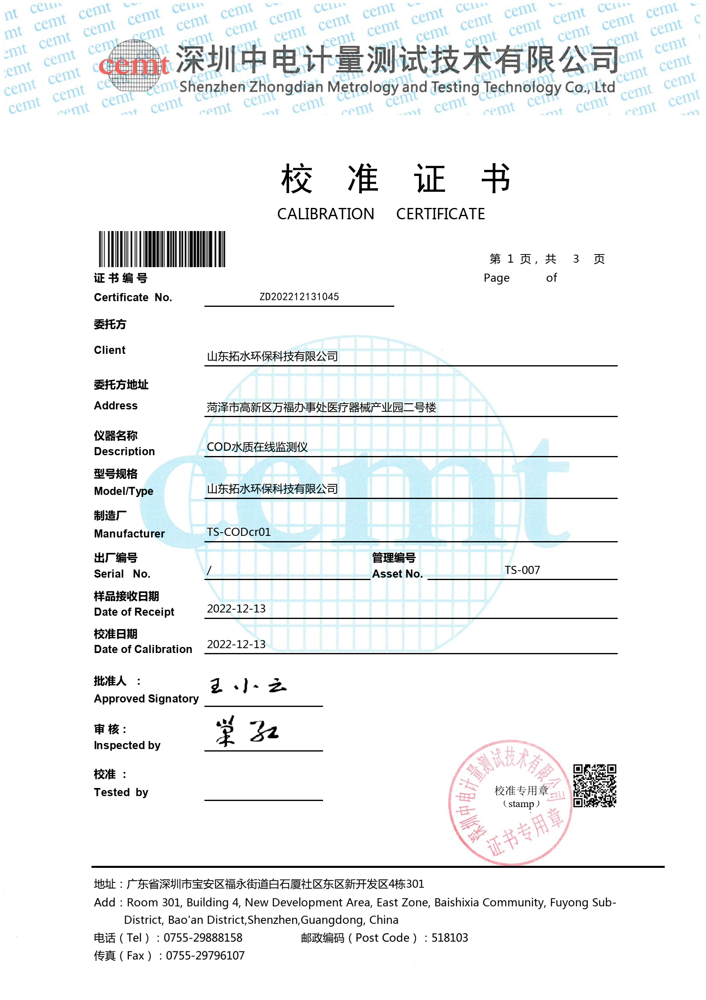 cemt
深圳中电计量测试技术有限公司
Shenzhen Zhongdian Metrology and Testing Technology Co., Ltd
校 准 证 书
CALIBRATION CERTIFICATE
第 1 页, 共 3 页
Page of
证书编号
Certificate No. ZD202212131045
委托方
Client 山东拓水环保科技有限公司
委托方地址
Address 菏泽市高新区万福办事处医疗器械产业园二号楼
仪器名称
Description COD水质在线监测仪
型号规格
Model/Type 山东拓水环保科技有限公司
制造厂
Manufacturer TS-CODcr01
出厂编号 管理编号
Serial No. / Asset No. TS-007
样品接收日期
Date of Receipt 2022-12-13
校准日期
Date of Calibration 2022-12-13
批准人 : 王小云
Approved Signatory
审 核 :
Inspected by
校准 :
Tested by
深圳中电计量测试技术有限公司
校准专用章
(stamp)
证书专用章
地址:广东省深圳市宝安区福永街道白石厦社区东区新开发区4栋301
Add : Room 301, Building 4, New Development Area, East Zone, Baishixia Community, Fuyong Sub-
District, Bao'an District,Shenzhen,Guangdong, China
电话 ( Tel ) : 0755-29888158 邮政编码 ( Post Code ) : 518103
传真 ( Fax ) : 0755-29796107